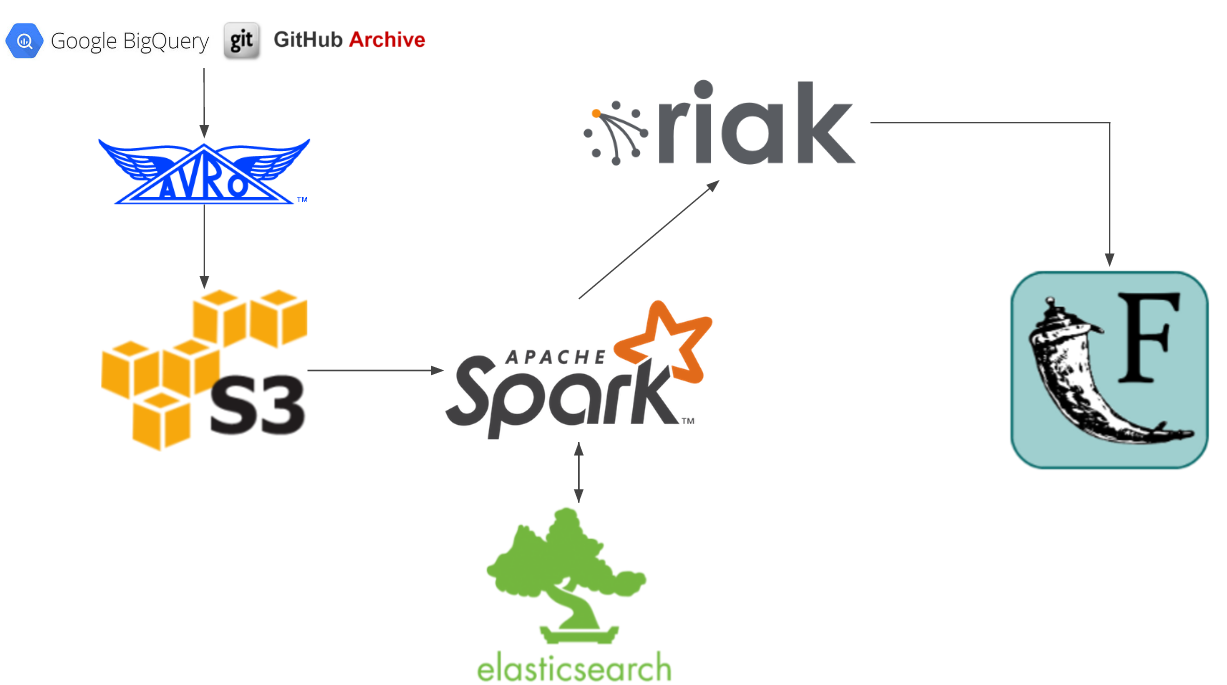 Google BigQuery
git
GitHub Archive
AVRO
TM
riak
S3
APACHE
Spark
TM
F
elasticsearch